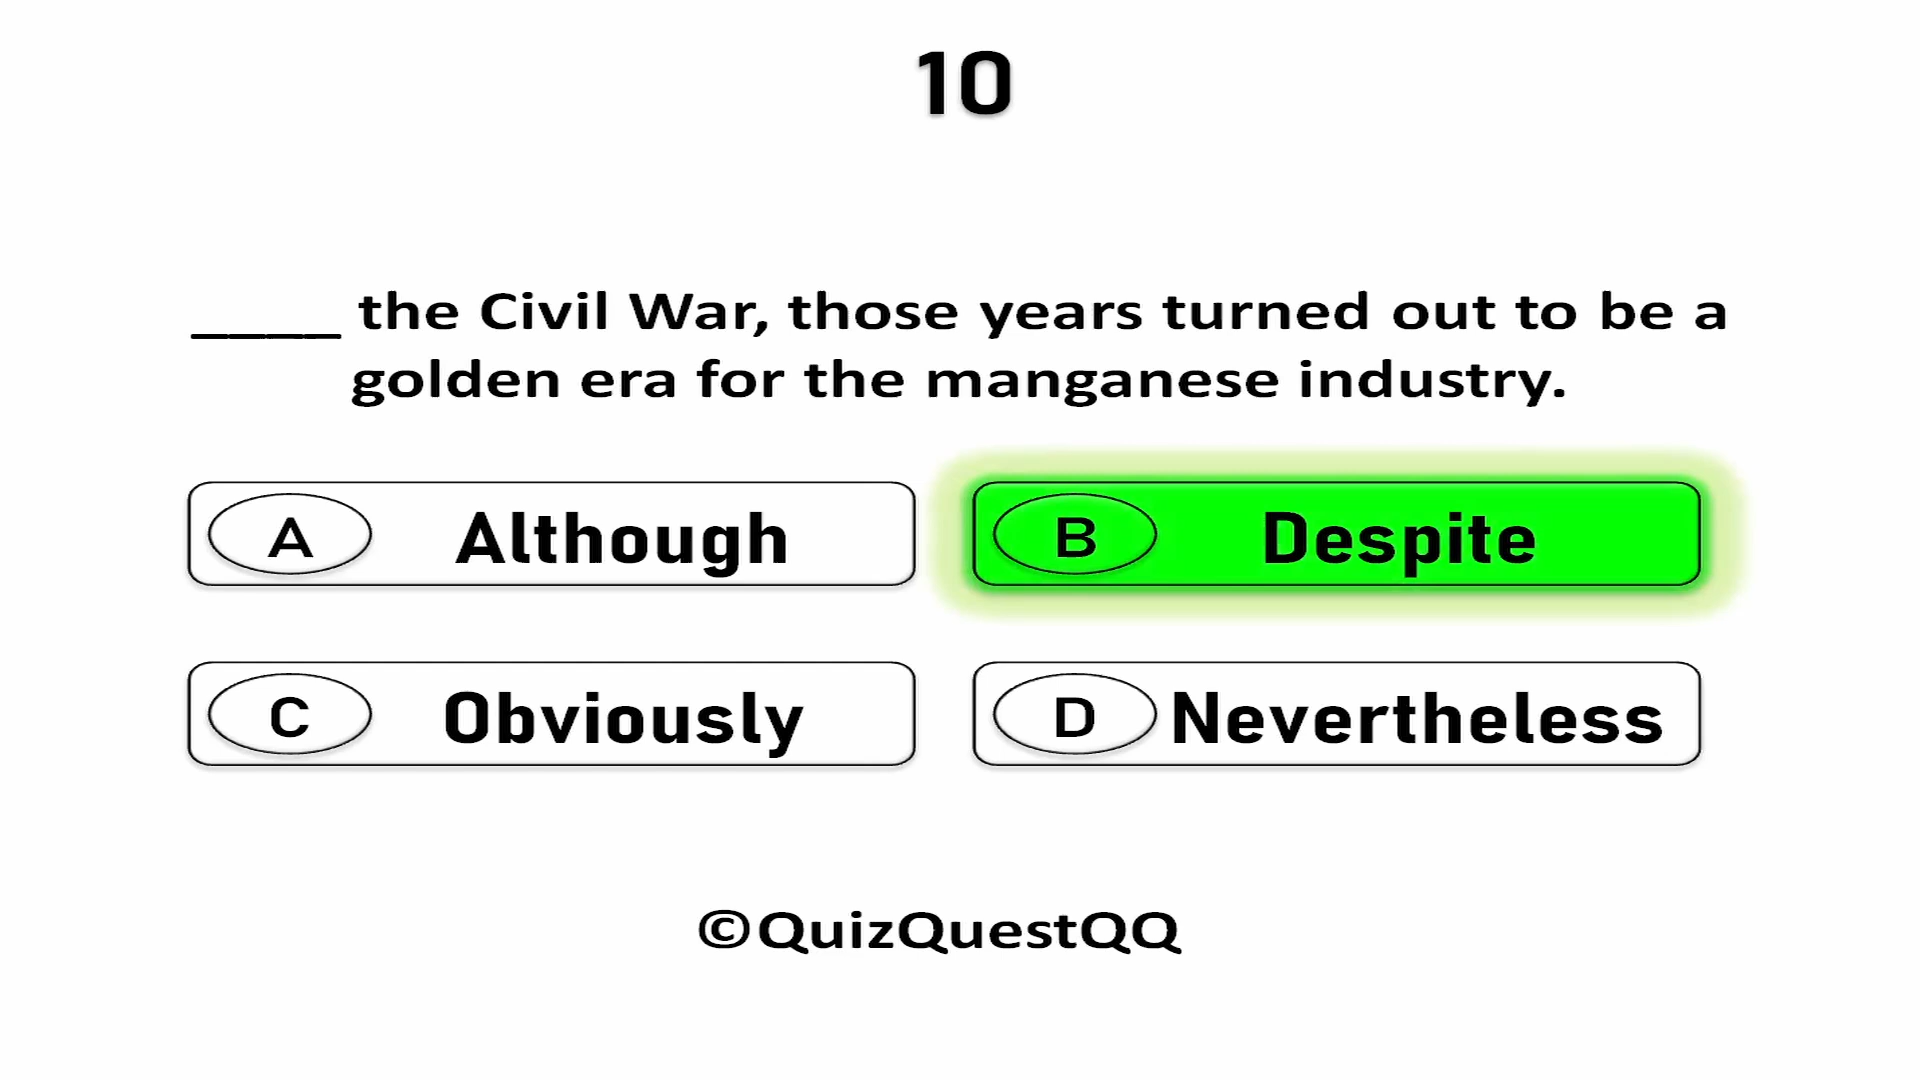 10
____ the Civil War, those years turned out to be a
golden era for the manganese industry.
A Although
B Despite
C Obviously
D Nevertheless
©QuizQuestQQ